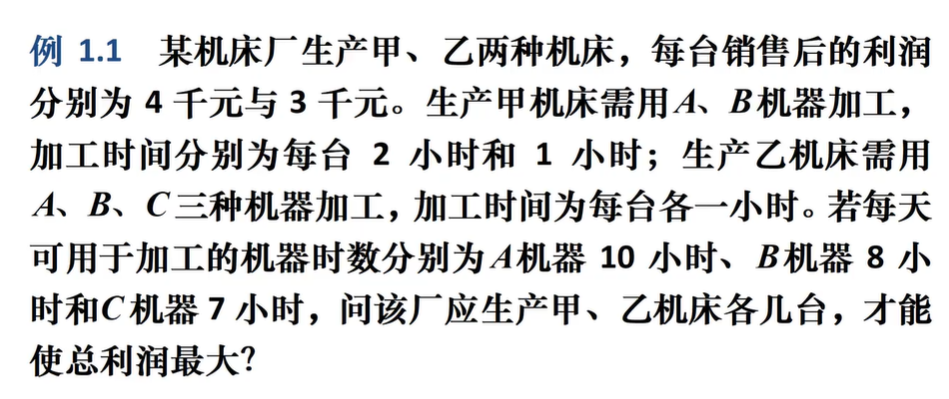 例 1.1 某机床厂生产甲、乙两种机床，每台销售后的利润
分别为 4 千元与 3 千元。生产甲机床需用A、B机器加工，
加工时间分别为每台 2 小时和 1 小时；生产乙机床需用
A、B、C三种机器加工，加工时间为每台各一小时。若每天
可用于加工的机器时数分别为A机器 10 小时、B机器 8 小
时和C机器 7 小时，问该厂应生产甲、乙机床各几台，才能
使总利润最大？